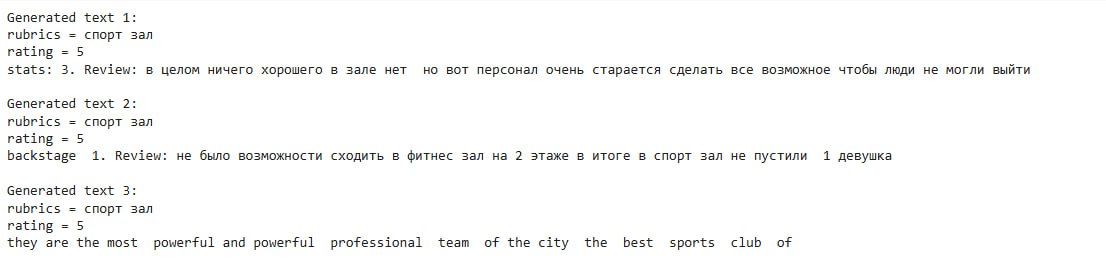 Generated text 1:
rubrics = спорт зал
rating = 5
stats: 3. Review: в целом ничего хорошего в зале нет  но вот персонал очень старается сделать все возможное чтобы люди не могли выйти
Generated text 2:
rubrics = спорт зал
rating = 5
backstage  1. Review: не было возможности сходить в фитнес зал на 2 этаже в итоге в спорт зал не пустили  1 девушка
Generated text 3:
rubrics = спорт зал
rating = 5
they are the most  powerful and powerful  professional  team  of the city  the  best  sports  club  of